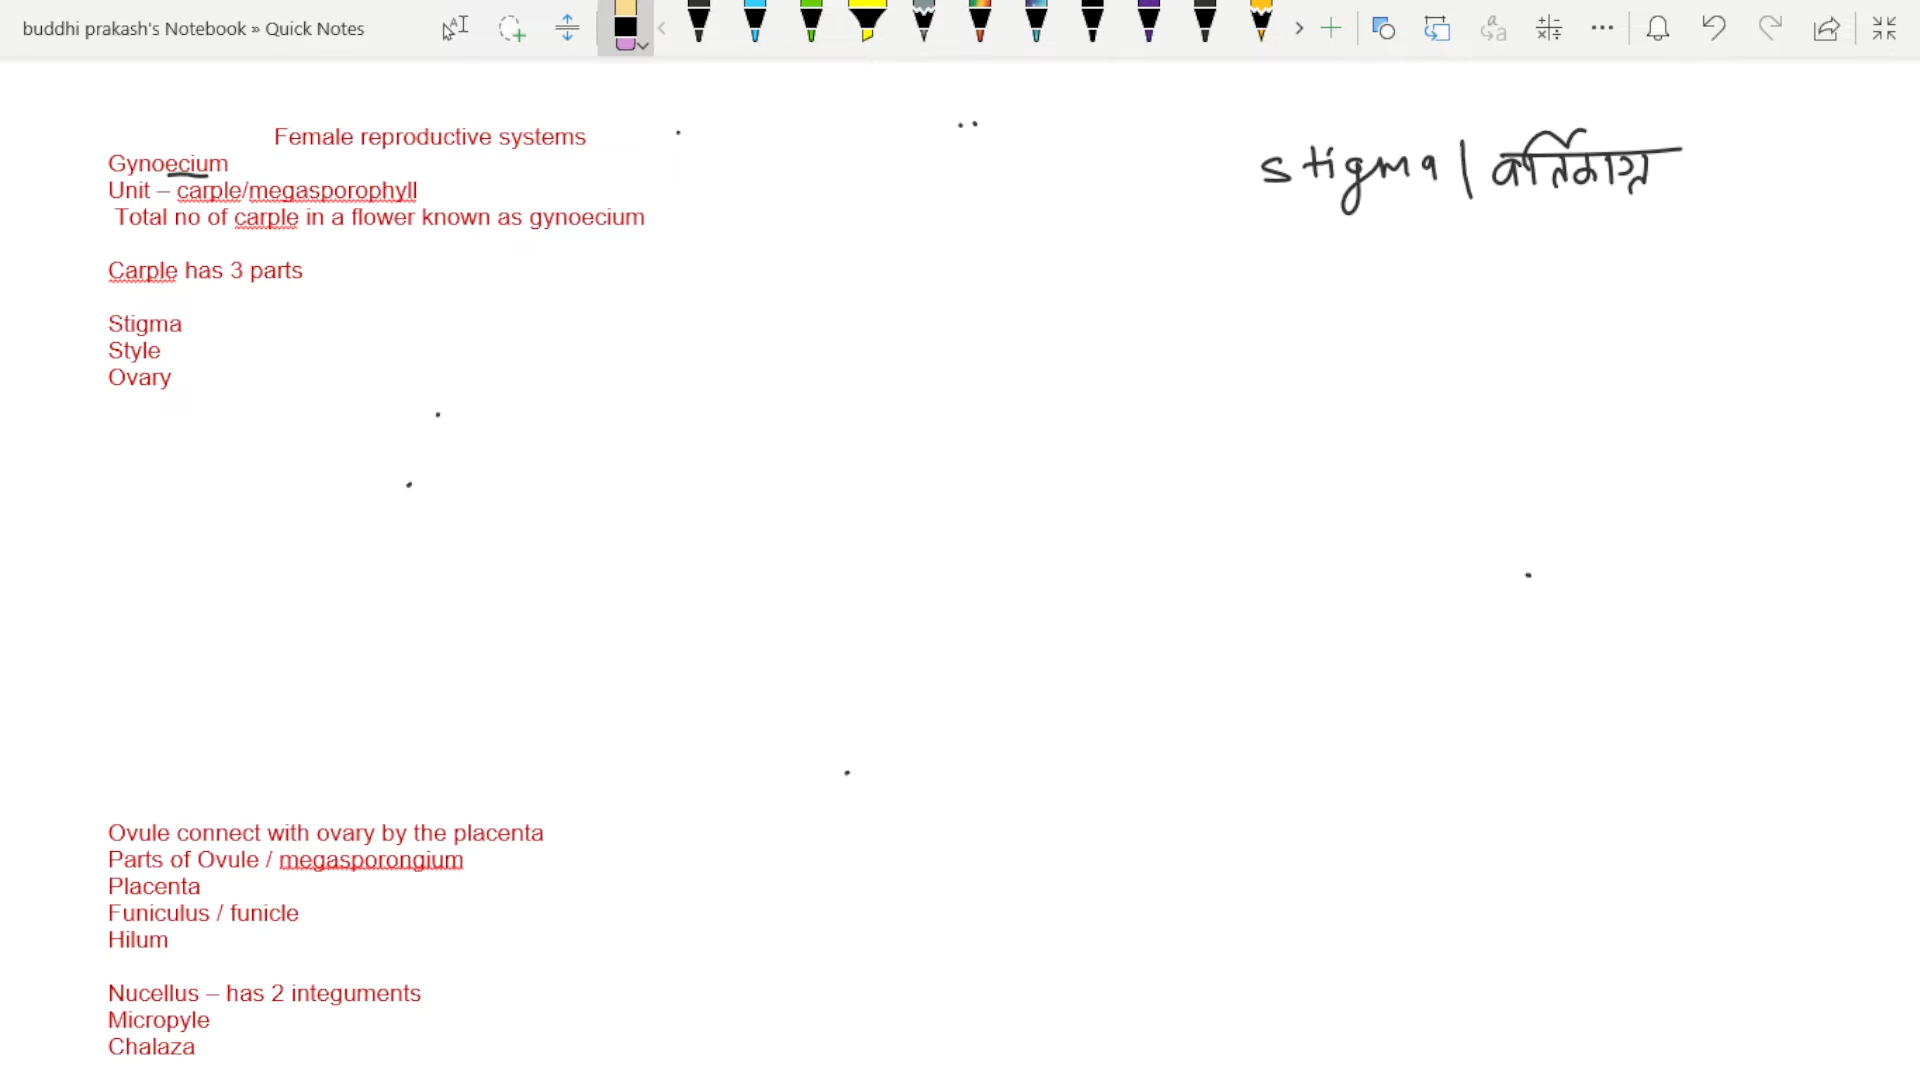 buddhi prakash's Notebook » Quick Notes
Female reproductive systems
Gynoecium
Unit – carple/megasporophyll
Total no of carple in a flower known as gynoecium
Carple has 3 parts
Stigma
Style
Ovary
stigma | वर्तिकाग्र
Ovule connect with ovary by the placenta
Parts of Ovule / megasporongium
Placenta
Funiculus / funicle
Hilum
Nucellus – has 2 integuments
Micropyle
Chalaza